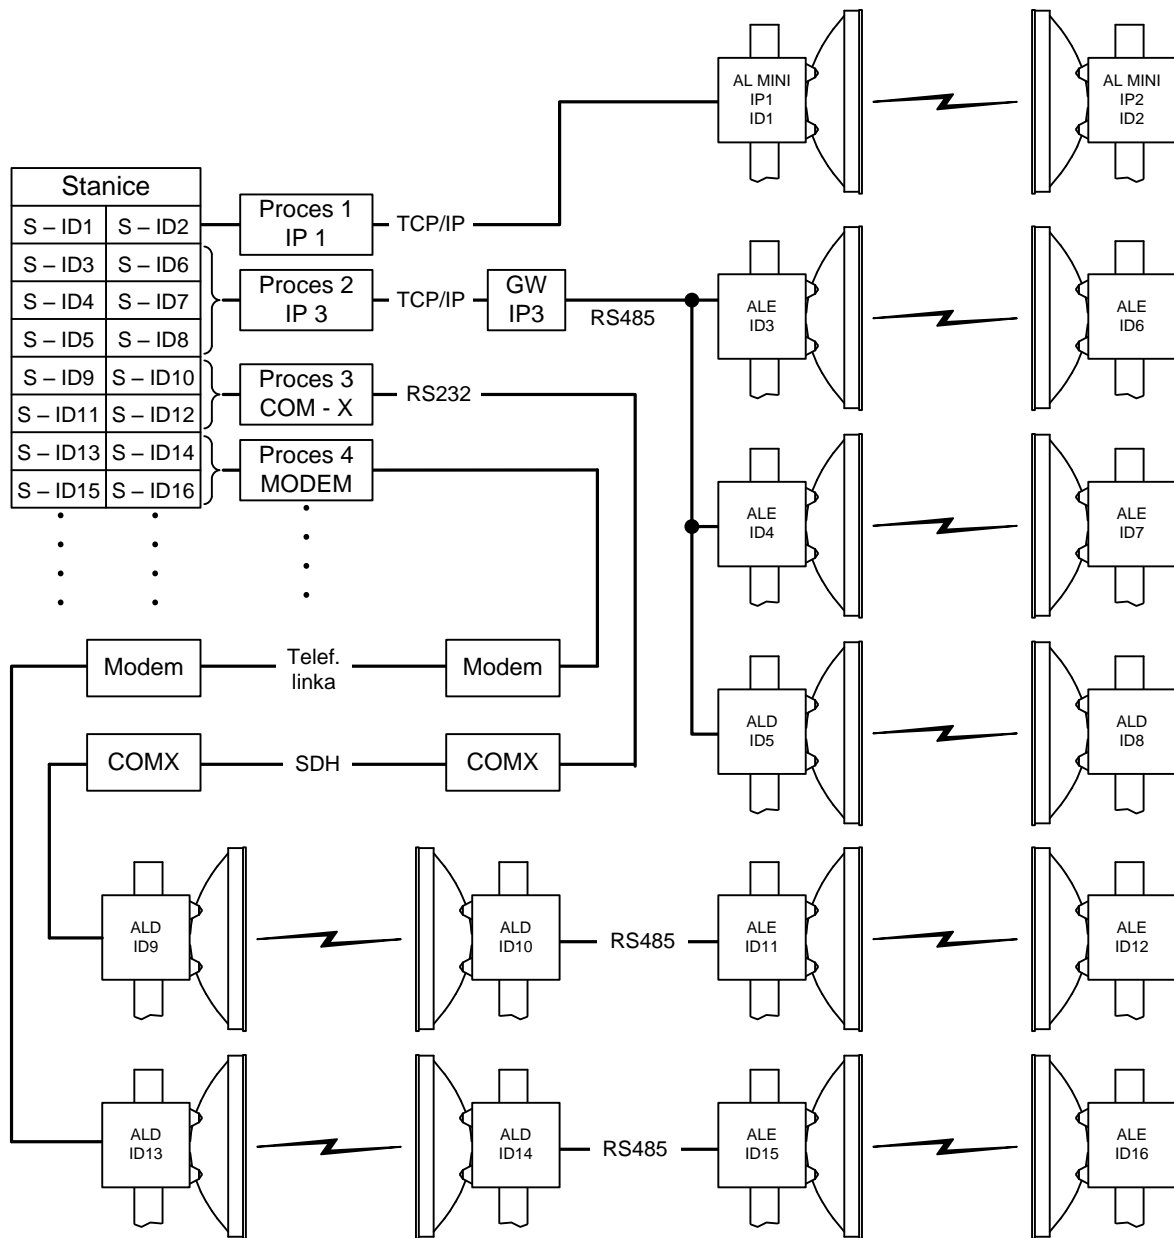 AL MINI
IP1
ID1
AL MINI
IP2
ID2
Stanice
S – ID1 S – ID2
S – ID3 S – ID6
S – ID4 S – ID7
S – ID5 S – ID8
S – ID9 S – ID10
S – ID11 S – ID12
S – ID13 S – ID14
S – ID15 S – ID16
Proces 1
IP 1
TCP/IP
Proces 2
IP 3
TCP/IP
GW
IP3
RS485
Proces 3
COM - X
RS232
Proces 4
MODEM
ALE
ID3
ALE
ID6
ALE
ID4
ALE
ID7
Modem
Telef.
linka
Modem
ALD
ID5
ALD
ID8
COMX
SDH
COMX
ALD
ID9
ALD
ID10
RS485
ALE
ID11
ALE
ID12
ALD
ID13
ALD
ID14
RS485
ALE
ID15
ALE
ID16